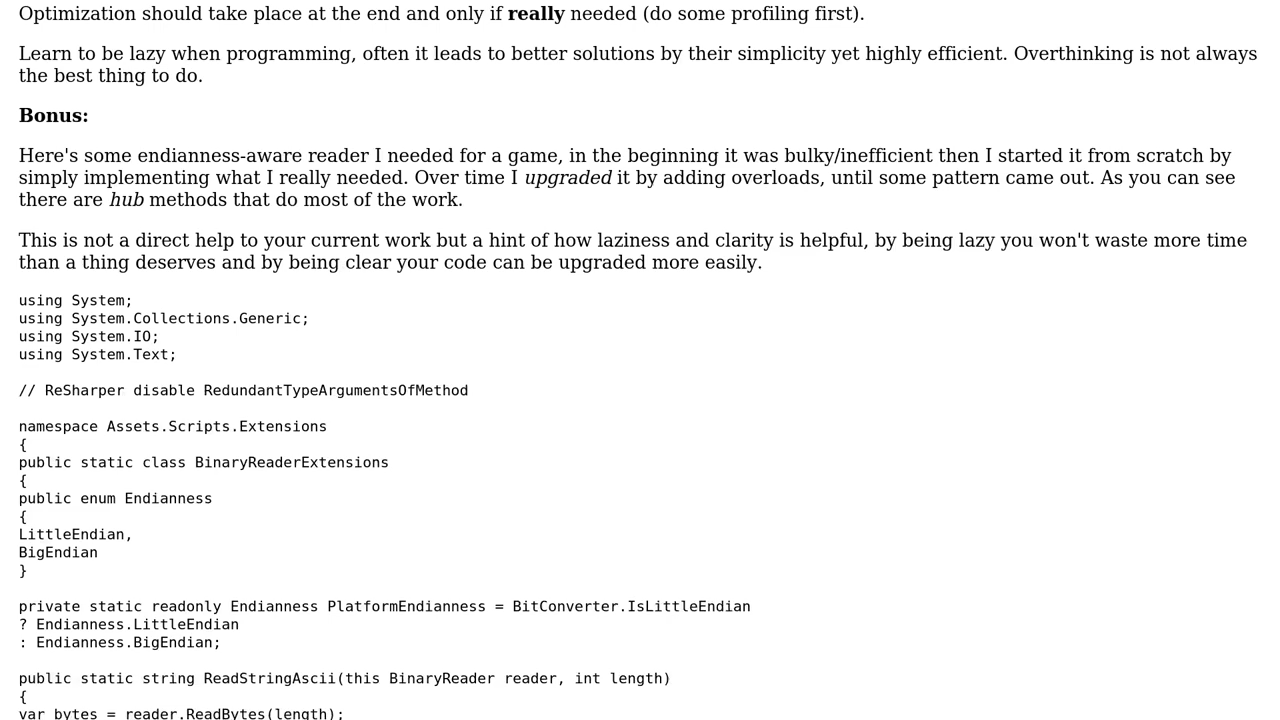 Optimization should take place at the end and only if really needed (do some profiling first).
Learn to be lazy when programming, often it leads to better solutions by their simplicity yet highly efficient. Overthinking is not always
the best thing to do.
Bonus:
Here's some endianness-aware reader I needed for a game, in the beginning it was bulky/inefficient then I started it from scratch by
simply implementing what I really needed. Over time I upgraded it by adding overloads, until some pattern came out. As you can see
there are hub methods that do most of the work.
This is not a direct help to your current work but a hint of how laziness and clarity is helpful, by being lazy you won't waste more time
than a thing deserves and by being clear your code can be upgraded more easily.
using System;
using System.Collections.Generic;
using System.IO;
using System.Text;
// ReSharper disable RedundantTypeArgumentsOfMethod
namespace Assets.Scripts.Extensions
{
public static class BinaryReaderExtensions
{
public enum Endianness
{
LittleEndian,
BigEndian
}
private static readonly Endianness PlatformEndianness = BitConverter.IsLittleEndian
? Endianness.LittleEndian
: Endianness.BigEndian;
public static string ReadStringAscii(this BinaryReader reader, int length)
{
var bytes = reader.ReadBytes(length);